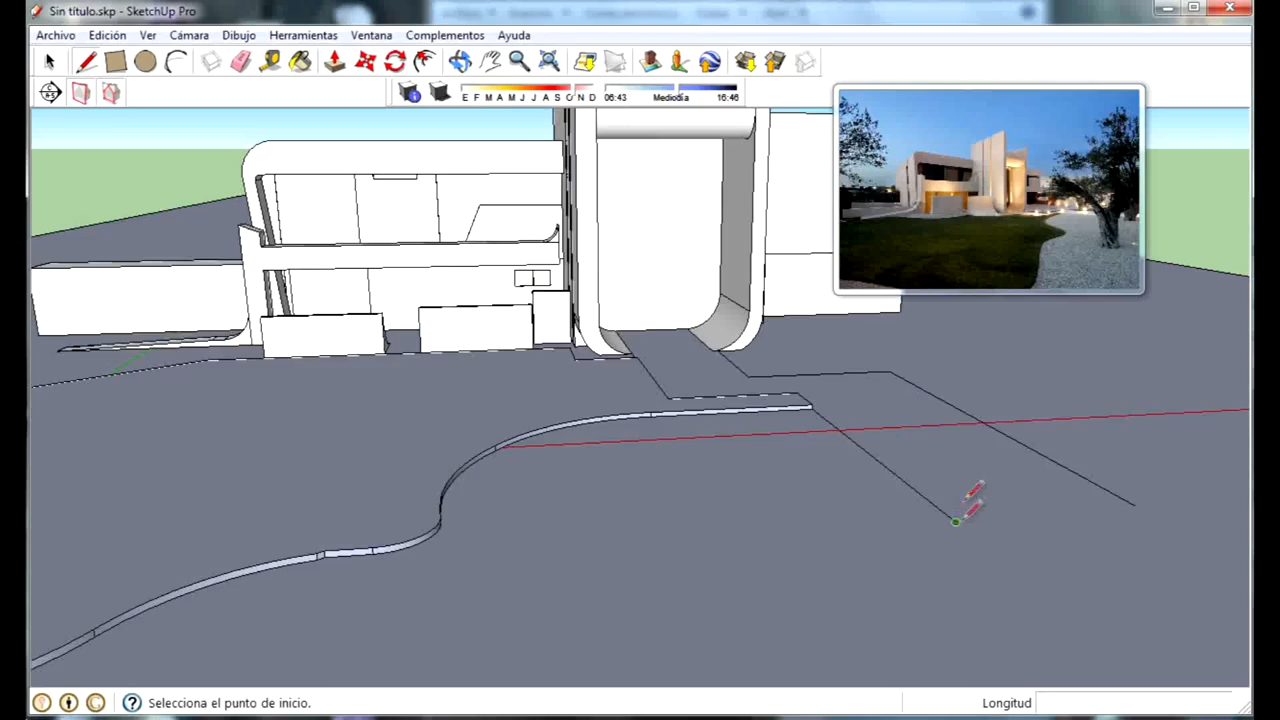 Sin título.skp - SketchUp Pro
Archivo Edición Ver Cámara Dibujo Herramientas Ventana Complementos Ayuda
E F M A M J J A S O N D 06:43 Mediodía 16:46
Selecciona el punto de inicio. Longitud